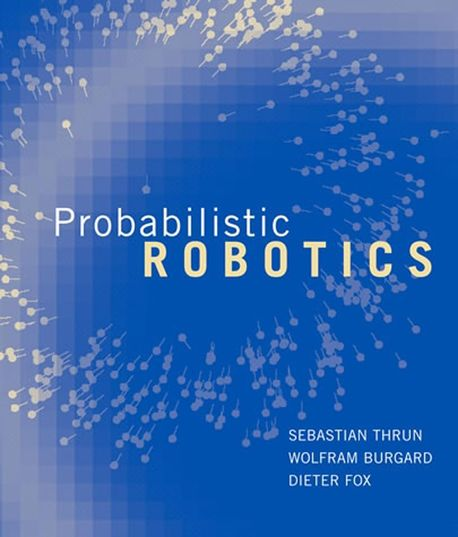 Probabilistic
ROBOTICS
SEBASTIAN THRUN
WOLFRAM BURGARD
DIETER FOX